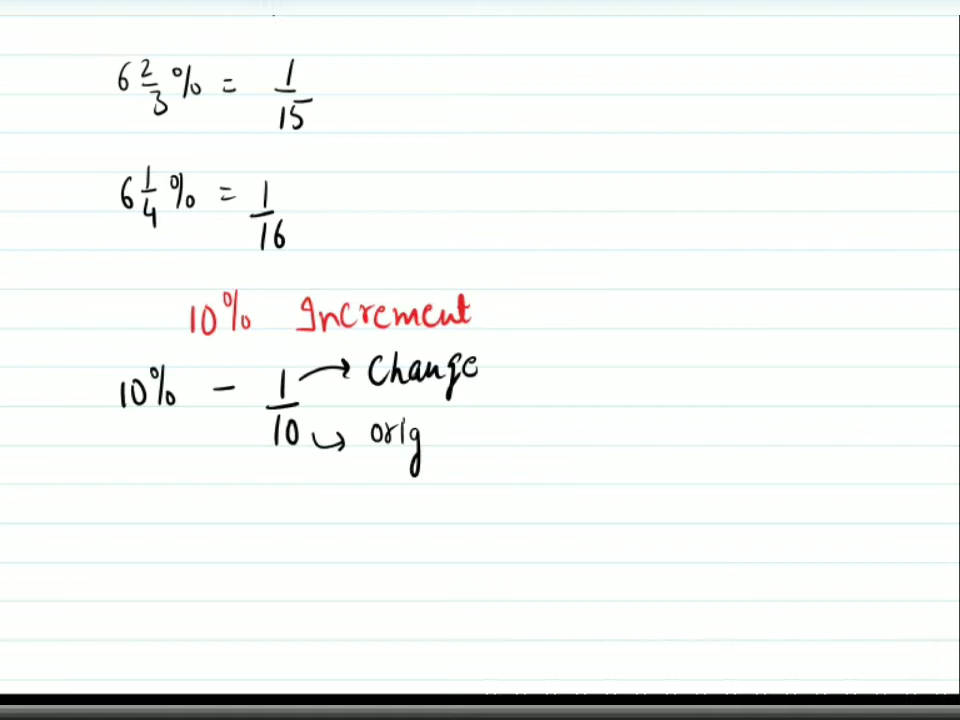 6 2/3 % = 1/15
6 1/4 % = 1/16
10% Increment
10% - 1/10 → Change
↪ orig